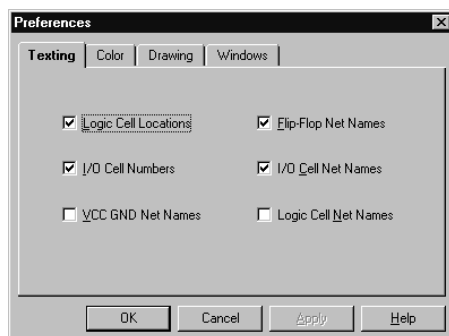 Preferences
Texting Color Drawing Windows
Logic Cell Locations Flip-Flop Net Names
I/O Cell Numbers I/O Cell Net Names
VCC GND Net Names Logic Cell Net Names
OK Cancel Apply Help